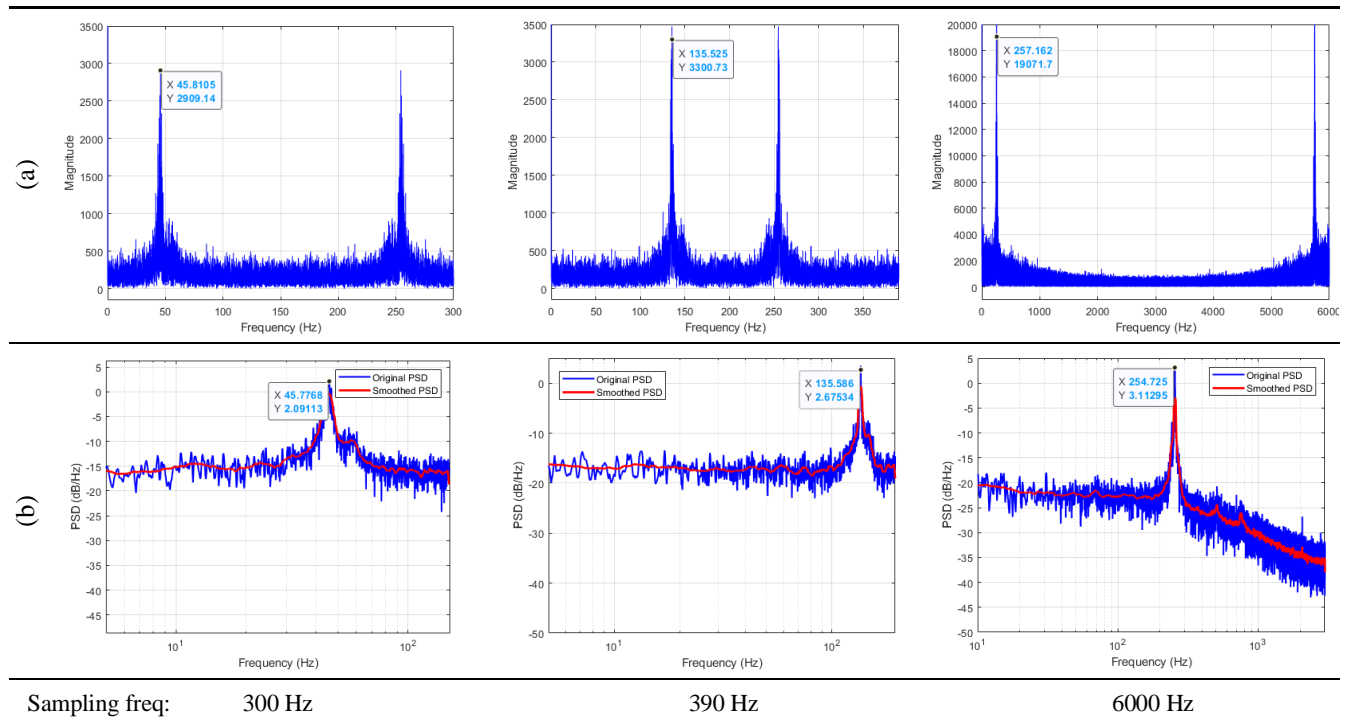 3500
3000
2500
2000
1500
1000
500
0
Magnitude
X 45.8105
Y 2909.14
0 50 100 150 200 250 300
Frequency (Hz)
3500
3000
2500
2000
1500
1000
500
0
Magnitude
X 135.525
Y 3300.73
0 50 100 150 200 250 300 350
Frequency (Hz)
20000
18000
16000
14000
12000
10000
8000
6000
4000
2000
0
Magnitude
X 257.162
Y 19071.7
0 1000 2000 3000 4000 5000 6000
Frequency (Hz)
(a)
5
0
-5
-10
-15
-20
-25
-30
-35
-40
-45
PSD (dB/Hz)
Original PSD
Smoothed PSD
X 45.7768
Y 2.09113
10¹ 10²
Frequency (Hz)
0
-10
-20
-30
-40
-50
PSD (dB/Hz)
Original PSD
Smoothed PSD
X 135.586
Y 2.67534
10¹ 10²
Frequency (Hz)
5
0
-5
-10
-15
-20
-25
-30
-35
-40
-45
-50
PSD (dB/Hz)
Original PSD
Smoothed PSD
X 254.725
Y 3.11295
10¹ 10² 10³
Frequency (Hz)
(b)
Sampling freq: 300 Hz 390 Hz 6000 Hz